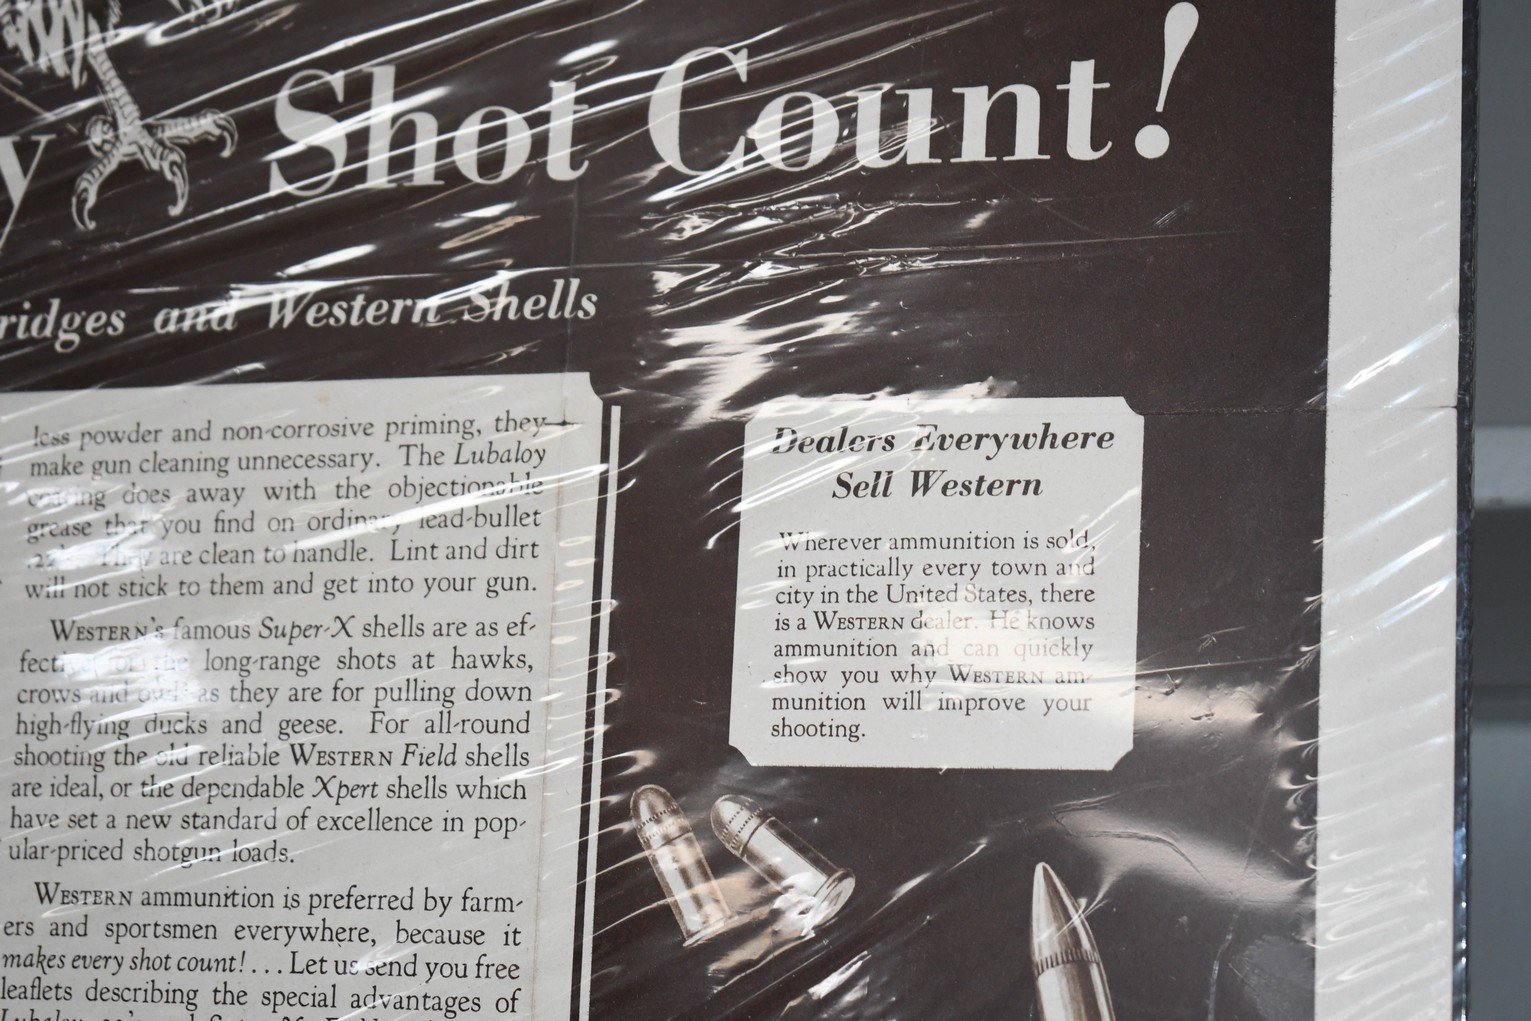 y Shot Count!
ridges and Western Shells
less powder and non-corrosive priming, they
make gun cleaning unnecessary. The Lubaloy
coating does away with the objectionable
grease that you find on ordinary lead-bullet
They are clean to handle. Lint and dirt
will not stick to them and get into your gun.
WESTERN's famous Super-X shells are as ef-
fective for the long-range shots at hawks,
crows and owls as they are for pulling down
high-flying ducks and geese. For all-round
shooting the old reliable WESTERN Field shells
are ideal, or the dependable Xpert shells which
have set a new standard of excellence in pop-
ular-priced shotgun loads.
WESTERN ammunition is preferred by farm-
ers and sportsmen everywhere, because it
makes every shot count! . . . Let us send you free
leaflets describing the special advantages of
Dealers Everywhere
Sell Western
Wherever ammunition is sold,
in practically every town and
city in the United States, there
is a WESTERN dealer. He knows
ammunition and can quickly
show you why WESTERN am-
munition will improve your
shooting.